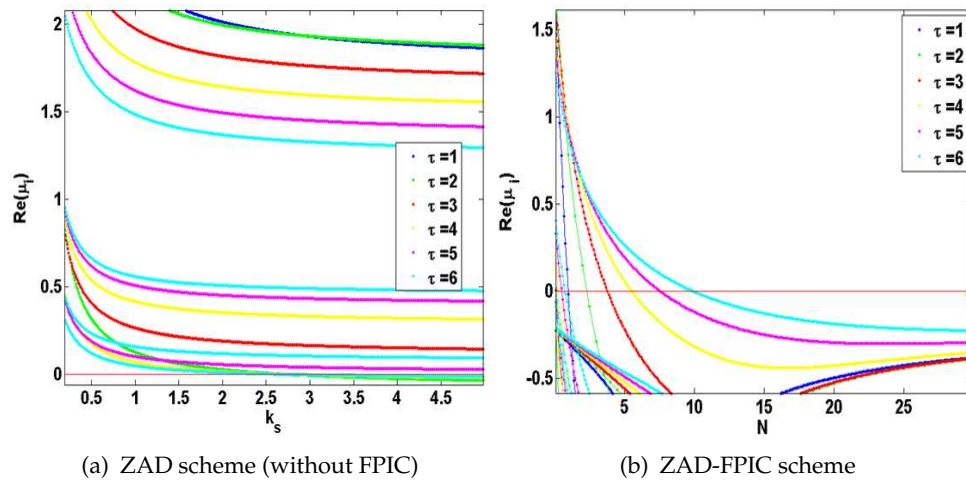 2
1.5
1
0.5
0
Re(μᵢ)
0.5 1 1.5 2 2.5 3 3.5 4 4.5
kₛ
τ =1
τ =2
τ =3
τ =4
τ =5
τ =6
(a) ZAD scheme (without FPIC)
1.5
1
0.5
0
-0.5
Re(μ ᵢ)
5 10 15 20 25
N
τ =1
τ =2
τ =3
τ =4
τ =5
τ =6
(b) ZAD-FPIC scheme